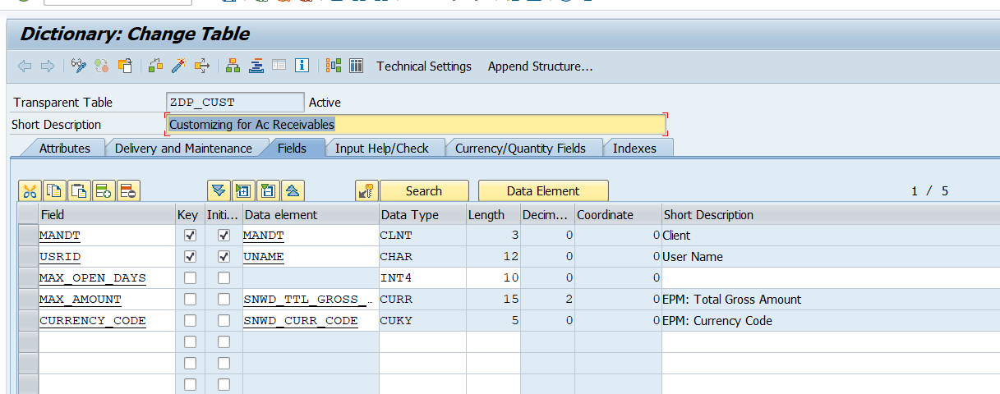 Dictionary: Change Table
Technical Settings Append Structure...
Transparent Table ZDP_CUST Active
Short Description Customizing for Ac Receivables
Attributes Delivery and Maintenance Fields Input Help/Check Currency/Quantity Fields Indexes
Search Data Element 1 / 5
Field Key Initi... Data element Data Type Length Decim... Coordinate Short Description
MANDT MANDT CLNT 3 0 0 Client
USRID UNAME CHAR 12 0 0 User Name
MAX_OPEN_DAYS INT4 10 0 0
MAX_AMOUNT SNWD_TTL_GROSS_... CURR 15 2 0 EPM: Total Gross Amount
CURRENCY_CODE SNWD_CURR_CODE CUKY 5 0 0 EPM: Currency Code